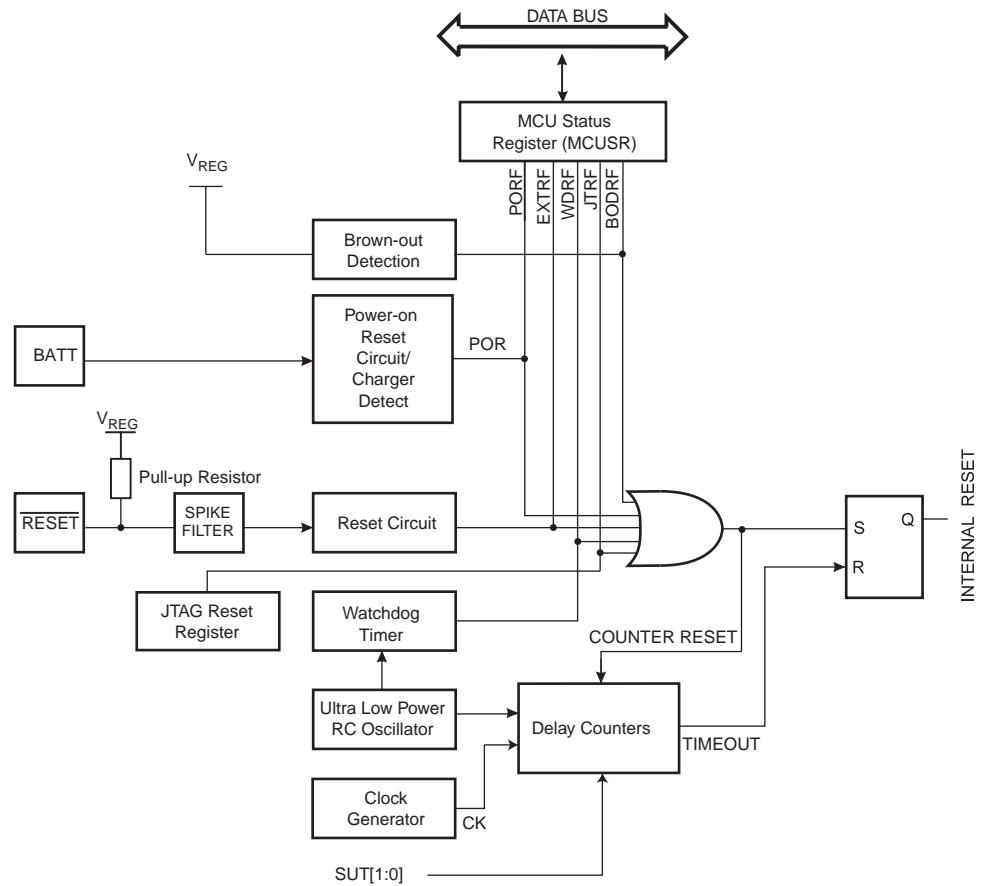 DATA BUS
MCU Status
Register (MCUSR)
PORF
EXTRF
WDRF
JTRF
BODRF
VREG
Brown-out
Detection
Power-on
Reset
Circuit/
Charger
Detect
POR
BATT
VREG
Pull-up Resistor
RESET
SPIKE
FILTER
Reset Circuit
S
Q
R
INTERNAL RESET
JTAG Reset
Register
Watchdog
Timer
COUNTER RESET
Ultra Low Power
RC Oscillator
Delay Counters
TIMEOUT
Clock
Generator
CK
SUT[1:0]